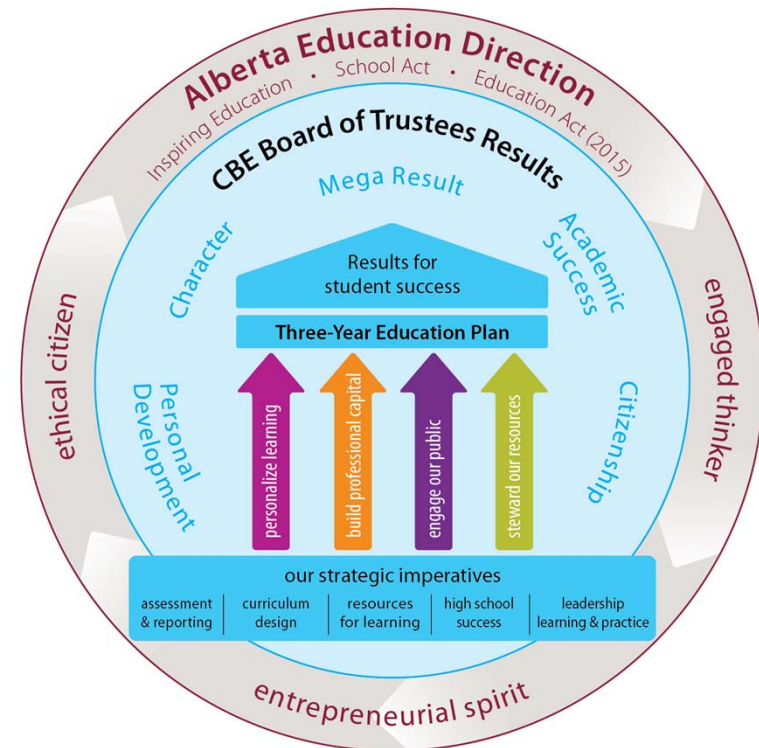 Alberta Education Direction
Inspiring Education • School Act • Education Act (2015)
CBE Board of Trustees Results
Mega Result
Character
Academic
Success
Results for
student success
Three-Year Education Plan
ethical citizen
engaged thinker
Personal
Development
Citizenship
personalize learning
build professional capital
engage our public
steward our resources
our strategic imperatives
assessment
& reporting
curriculum
design
resources
for learning
high school
success
leadership
learning & practice
entrepreneurial spirit